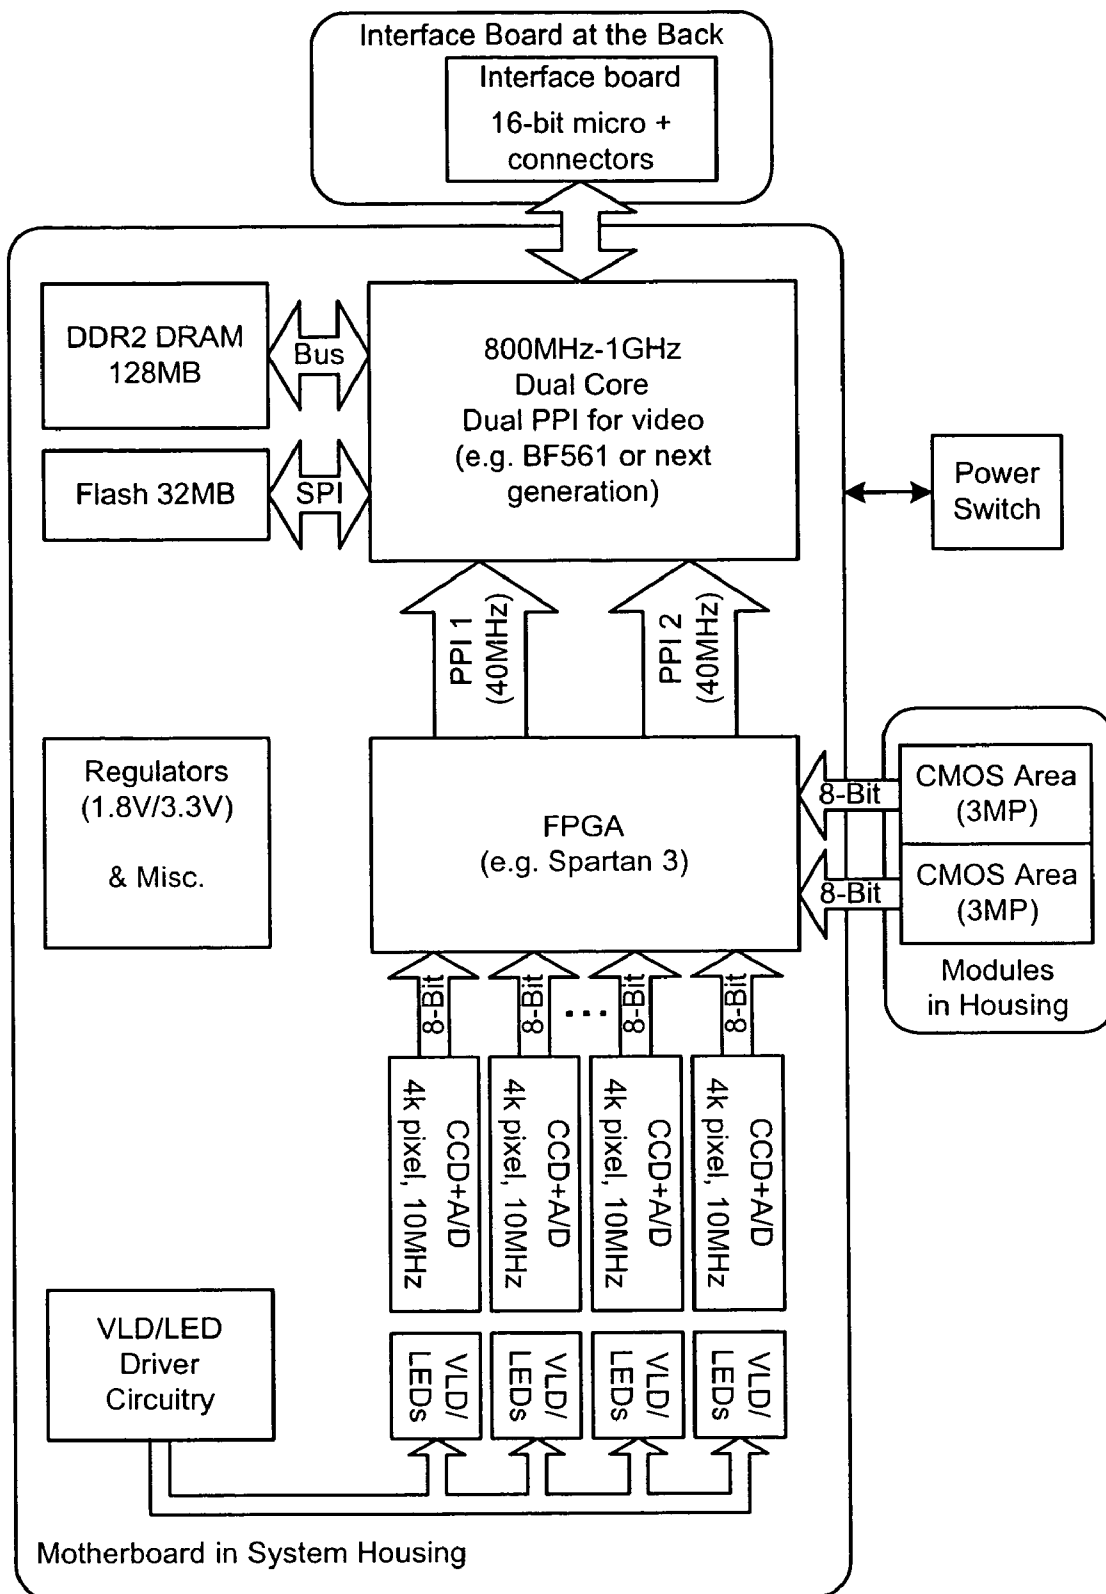 Interface Board at the Back
Interface board
16-bit micro +
connectors
DDR2 DRAM
128MB
Bus
800MHz-1GHz
Dual Core
Dual PPI for video
(e.g. BF561 or next
generation)
Flash 32MB
SPI
Power
Switch
PPI 1
(40MHz)
PPI 2
(40MHz)
Regulators
(1.8V/3.3V)
& Misc.
FPGA
(e.g. Spartan 3)
8-Bit
CMOS Area
(3MP)
8-Bit
CMOS Area
(3MP)
Modules
in Housing
8-Bit
8-Bit
...
8-Bit
8-Bit
CCD+A/D
4k pixel, 10MHz
CCD+A/D
4k pixel, 10MHz
CCD+A/D
4k pixel, 10MHz
CCD+A/D
4k pixel, 10MHz
VLD/LED
Driver
Circuitry
VLD/
LEDs
VLD/
LEDs
VLD/
LEDs
VLD/
LEDs
Motherboard in System Housing